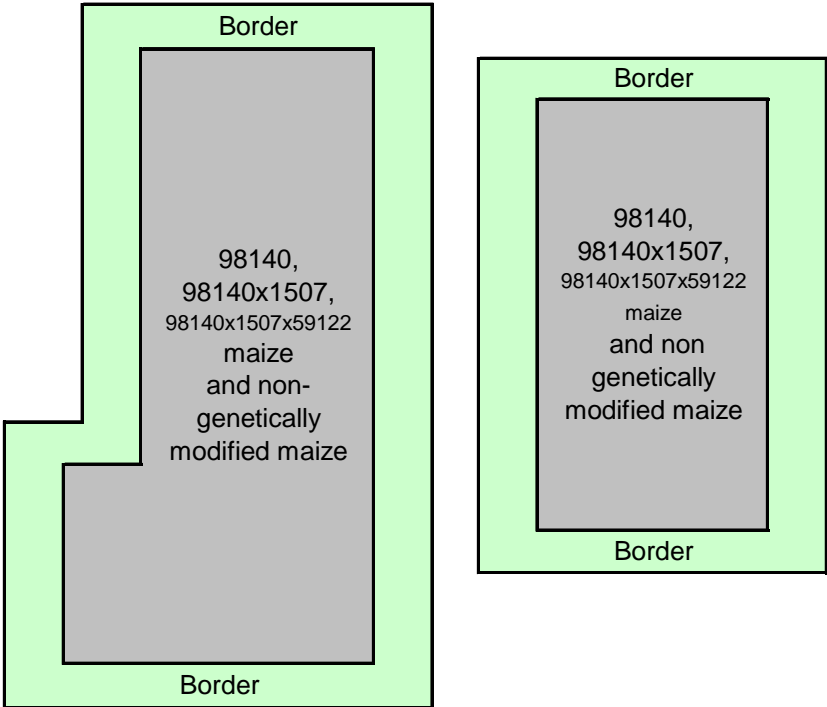 Border
98140,
98140x1507,
98140x1507x59122
maize
and non-
genetically
modified maize
Border
Border
98140,
98140x1507,
98140x1507x59122
maize
and non
genetically
modified maize
Border